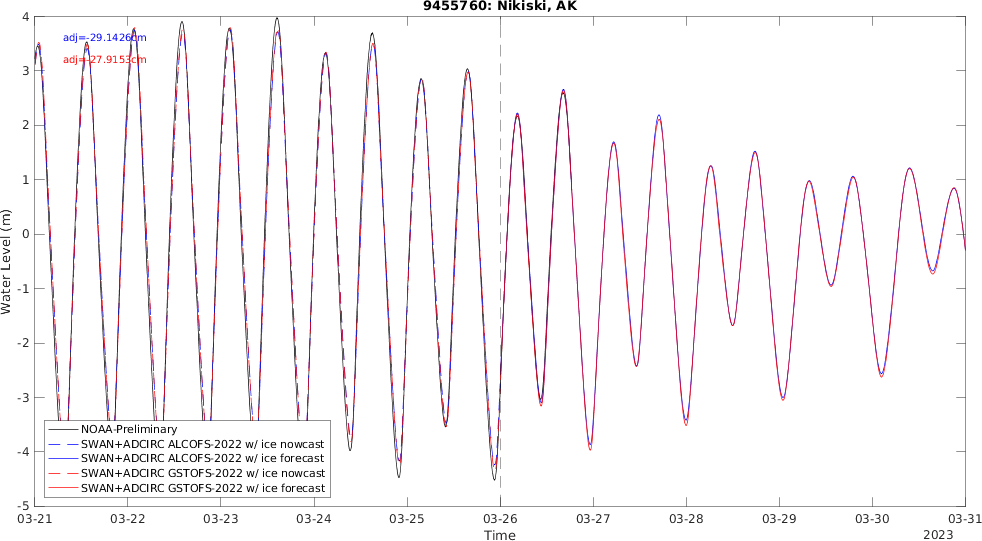 9455760: Nikiski, AK
adj=-29.1426cm
adj=-27.9153cm
4
3
2
1
0
-1
-2
-3
-4
-5
Water Level (m)
NOAA-Preliminary
SWAN+ADCIRC ALCOFS-2022 w/ ice nowcast
SWAN+ADCIRC ALCOFS-2022 w/ ice forecast
SWAN+ADCIRC GSTOFS-2022 w/ ice nowcast
SWAN+ADCIRC GSTOFS-2022 w/ ice forecast
03-21 03-22 03-23 03-24 03-25 03-26 03-27 03-28 03-29 03-30 03-31
Time
2023